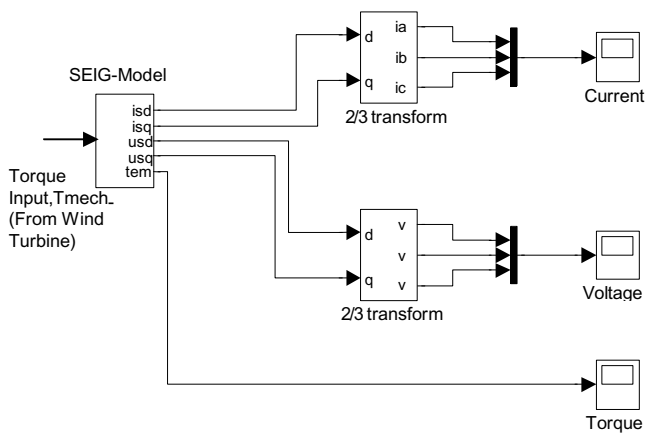 SEIG-Model
isd
isq
usd
usq
tem
Torque
Input,Tmech
(From Wind
Turbine)
d
q
ia
ib
ic
2/3 transform
Current
d
q
v
v
v
2/3 transform
Voltage
Torque